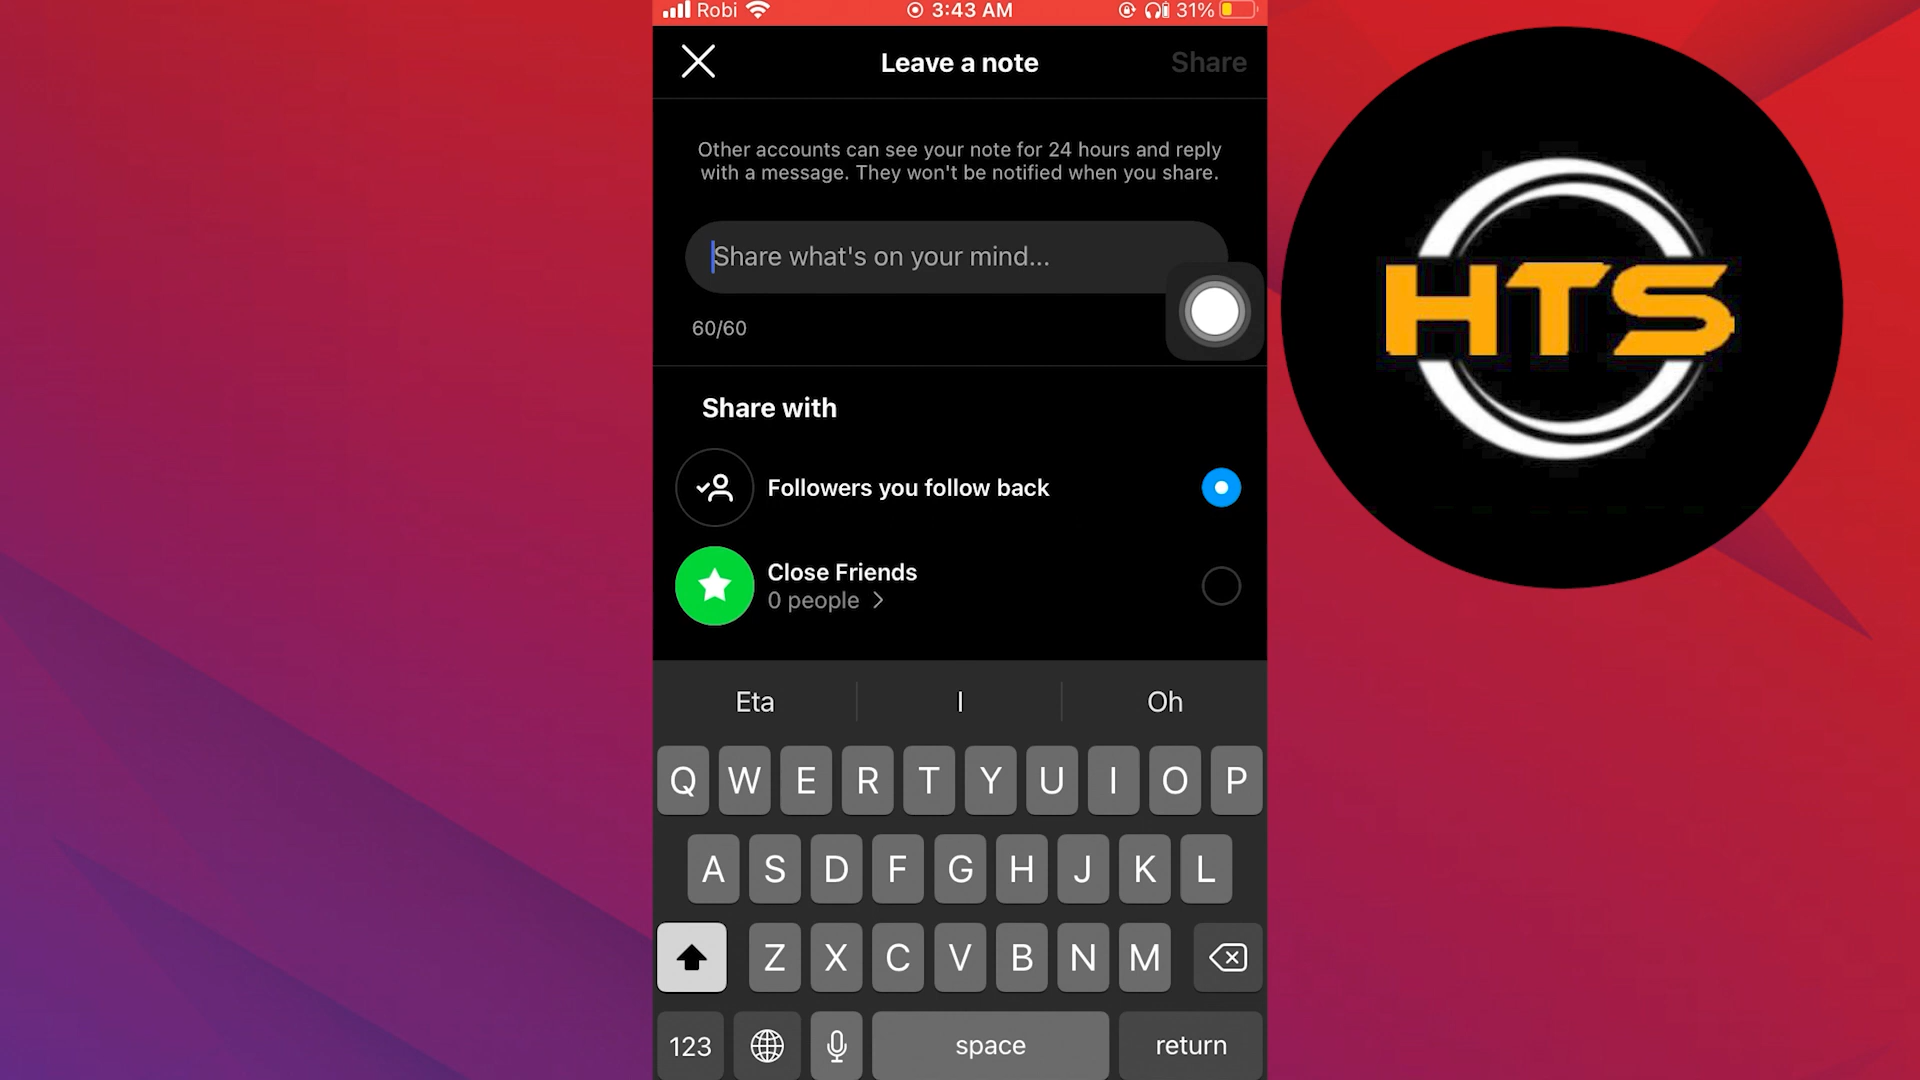 Robi 3:43 AM 31%
Leave a note Share
Other accounts can see your note for 24 hours and reply
with a message. They won't be notified when you share.
Share what's on your mind...
60/60
HTS
Share with
Followers you follow back
Close Friends
0 people
Eta I Oh
Q W E R T Y U I O P
A S D F G H J K L
Z X C V B N M
123 space return